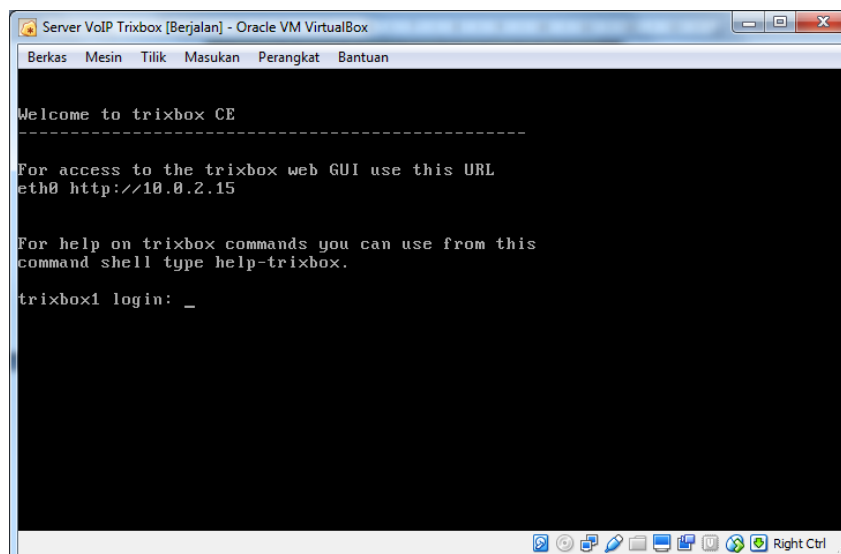 Server VoIP Trixbox [Berjalan] - Oracle VM VirtualBox
Berkas Mesin Tilik Masukan Perangkat Bantuan
Welcome to trixbox CE
-------------------------------------------------
For access to the trixbox web GUI use this URL
eth0 http://10.0.2.15
For help on trixbox commands you can use from this
command shell type help-trixbox.
trixbox1 login: _
Right Ctrl